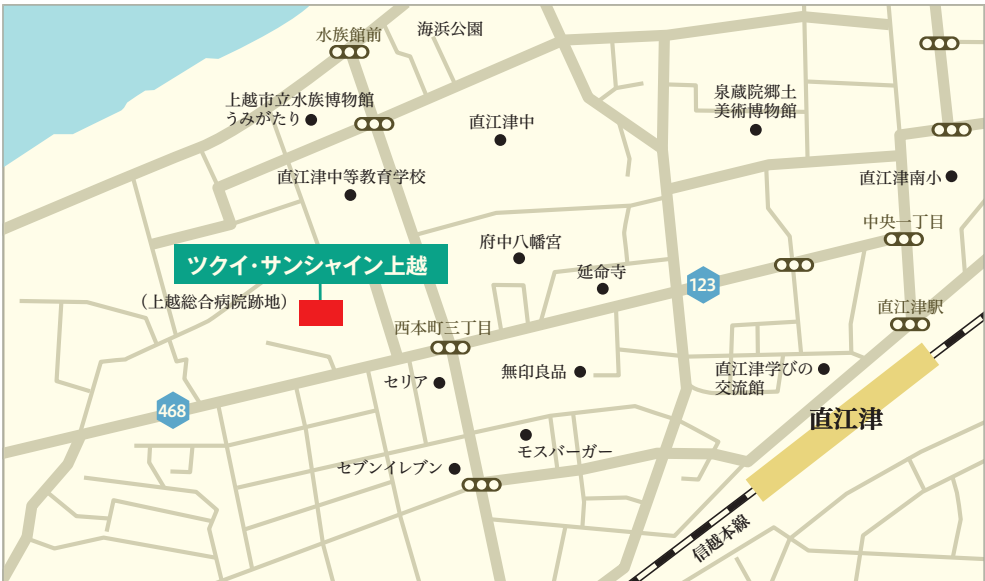 海浜公園
水族館前
上越市立水族博物館
うみがたり
直江津中
泉蔵院郷土
美術博物館
直江津中等教育学校
直江津南小
中央一丁目
府中八幡宮
ツクイ・サンシャイン上越
延命寺
123
（上越総合病院跡地）
直江津駅
西本町三丁目
セリア
無印良品
直江津学びの
交流館
468
直江津
モスバーガー
セブンイレブン
信越本線